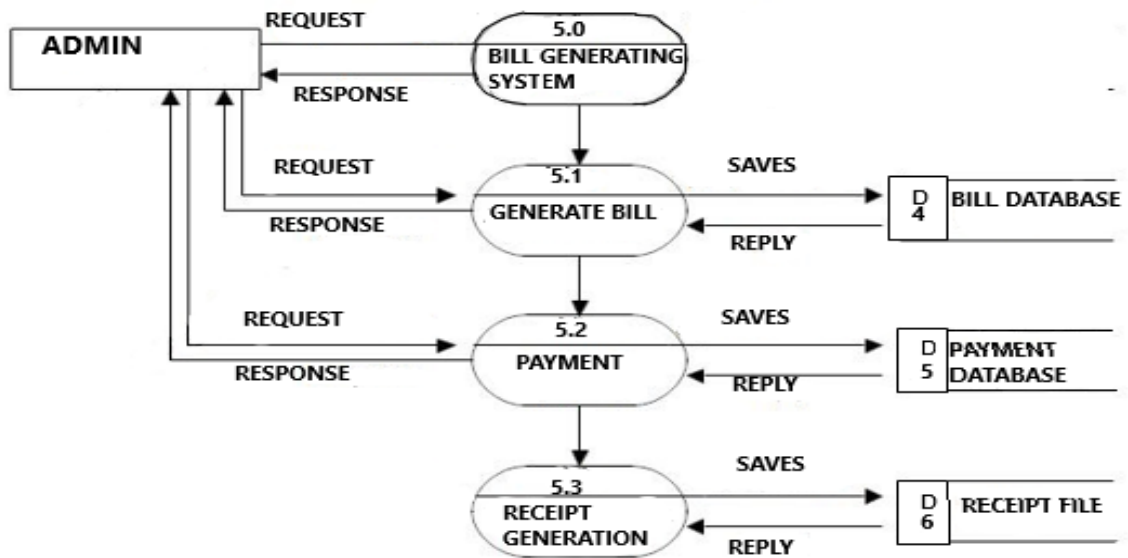 REQUEST
ADMIN
5.0
BILL GENERATING
SYSTEM
RESPONSE
REQUEST
5.1
SAVES
GENERATE BILL
D
4
BILL DATABASE
RESPONSE
REPLY
REQUEST
5.2
SAVES
PAYMENT
RESPONSE
REPLY
D
5
PAYMENT
DATABASE
SAVES
5.3
RECEIPT
GENERATION
D
6
RECEIPT FILE
REPLY